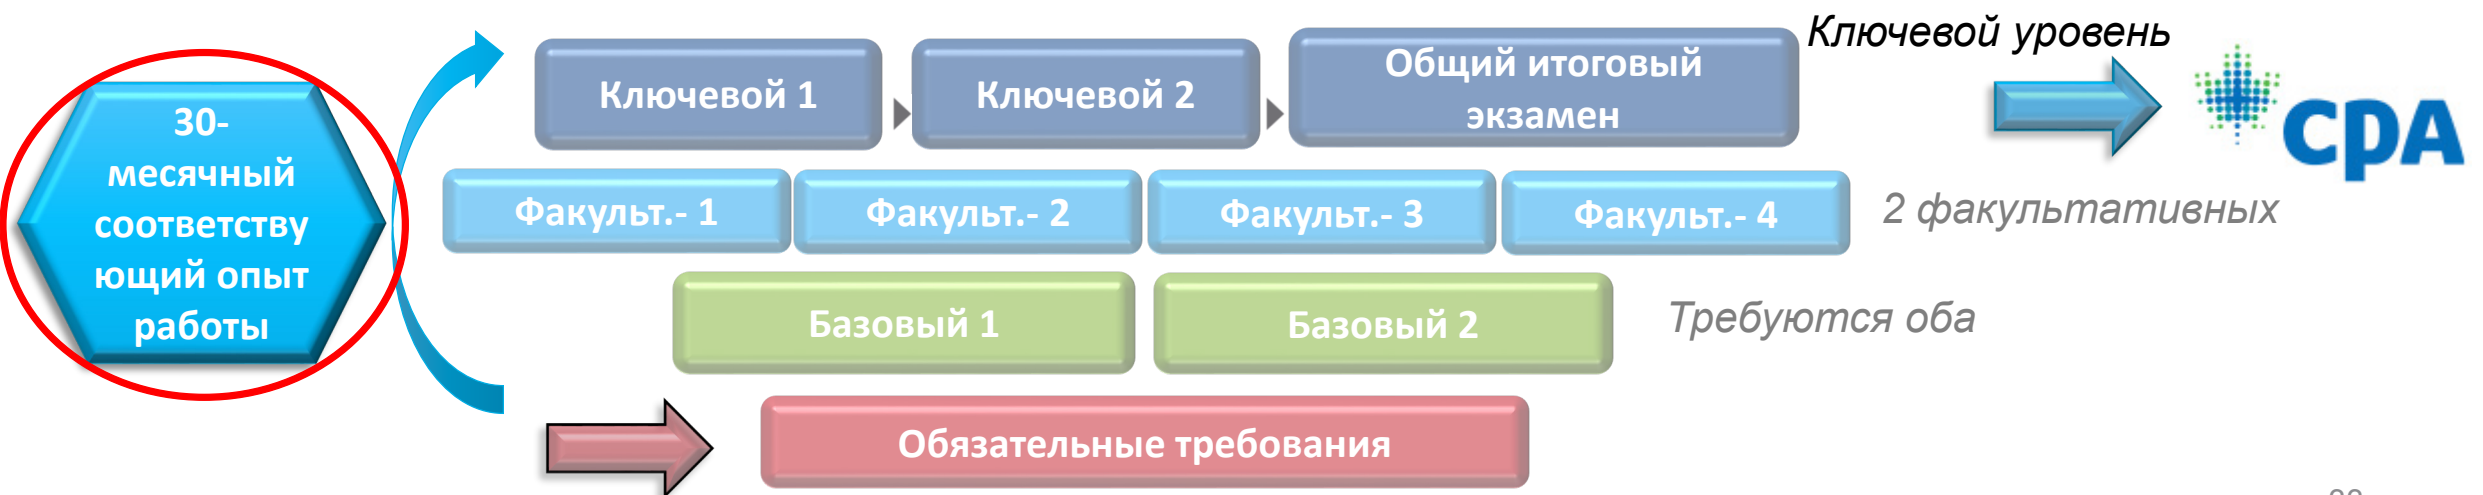 Ключевой уровень
30-
месячный
соответству
ющий опыт
работы
Ключевой 1
Ключевой 2
Общий итоговый
экзамен
CPA
Факульт.- 1
Факульт.- 2
Факульт.- 3
Факульт.- 4
2 факультативных
Базовый 1
Базовый 2
Требуются оба
Обязательные требования